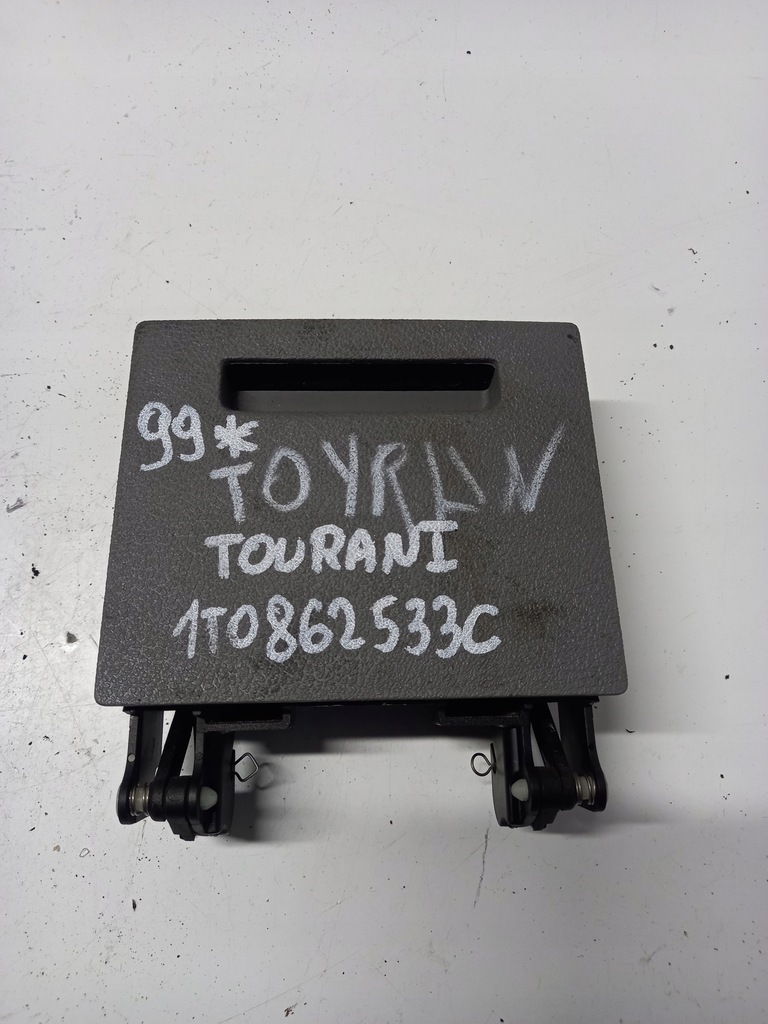 99*
TOYRAN
TOURANI
1T0862533C